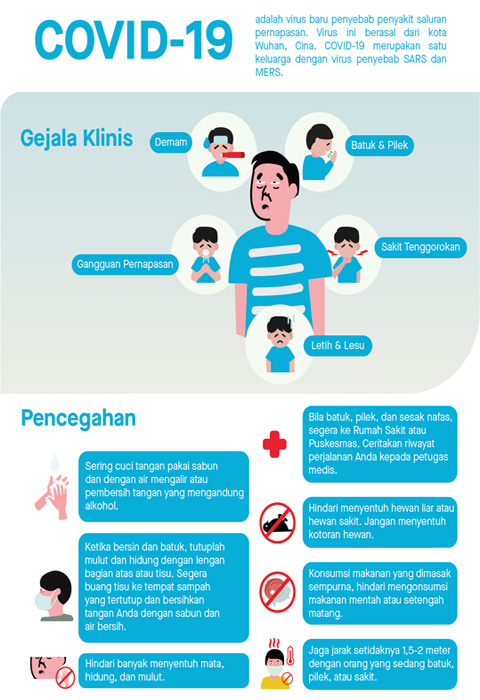 COVID-19
adalah virus baru penyebab penyakit saluran
pernapasan. Virus ini berasal dari kota
Wuhan, Cina. COVID-19 merupakan satu
keluarga dengan virus penyebab SARS dan
MERS.
Gejala Klinis
Demam
Batuk & Pilek
Gangguan Pernapasan
Sakit Tenggorokan
Letih & Lesu
Pencegahan
Sering cuci tangan pakai sabun
dan dengan air mengalir atau
pembersih tangan yang mengandung
alkohol.
Ketika bersin dan batuk, tutuplah
mulut dan hidung dengan lengan
bagian atas atau tisu. Segera
buang tisu ke tempat sampah
yang tertutup dan bersihkan
tangan Anda dengan sabun dan
air bersih.
Hindari banyak menyentuh mata,
hidung, dan mulut.
Bila batuk, pilek, dan sesak nafas,
segera ke Rumah Sakit atau
Puskesmas. Ceritakan riwayat
perjalanan Anda kepada petugas
medis.
Hindari menyentuh hewan liar atau
hewan sakit. Jangan menyentuh
kotoran hewan.
Konsumsi makanan yang dimasak
sempurna, hindari mengonsumsi
makanan mentah atau setengah
matang.
Jaga jarak setidaknya 1,5-2 meter
dengan orang yang sedang batuk,
pilek, atau sakit.